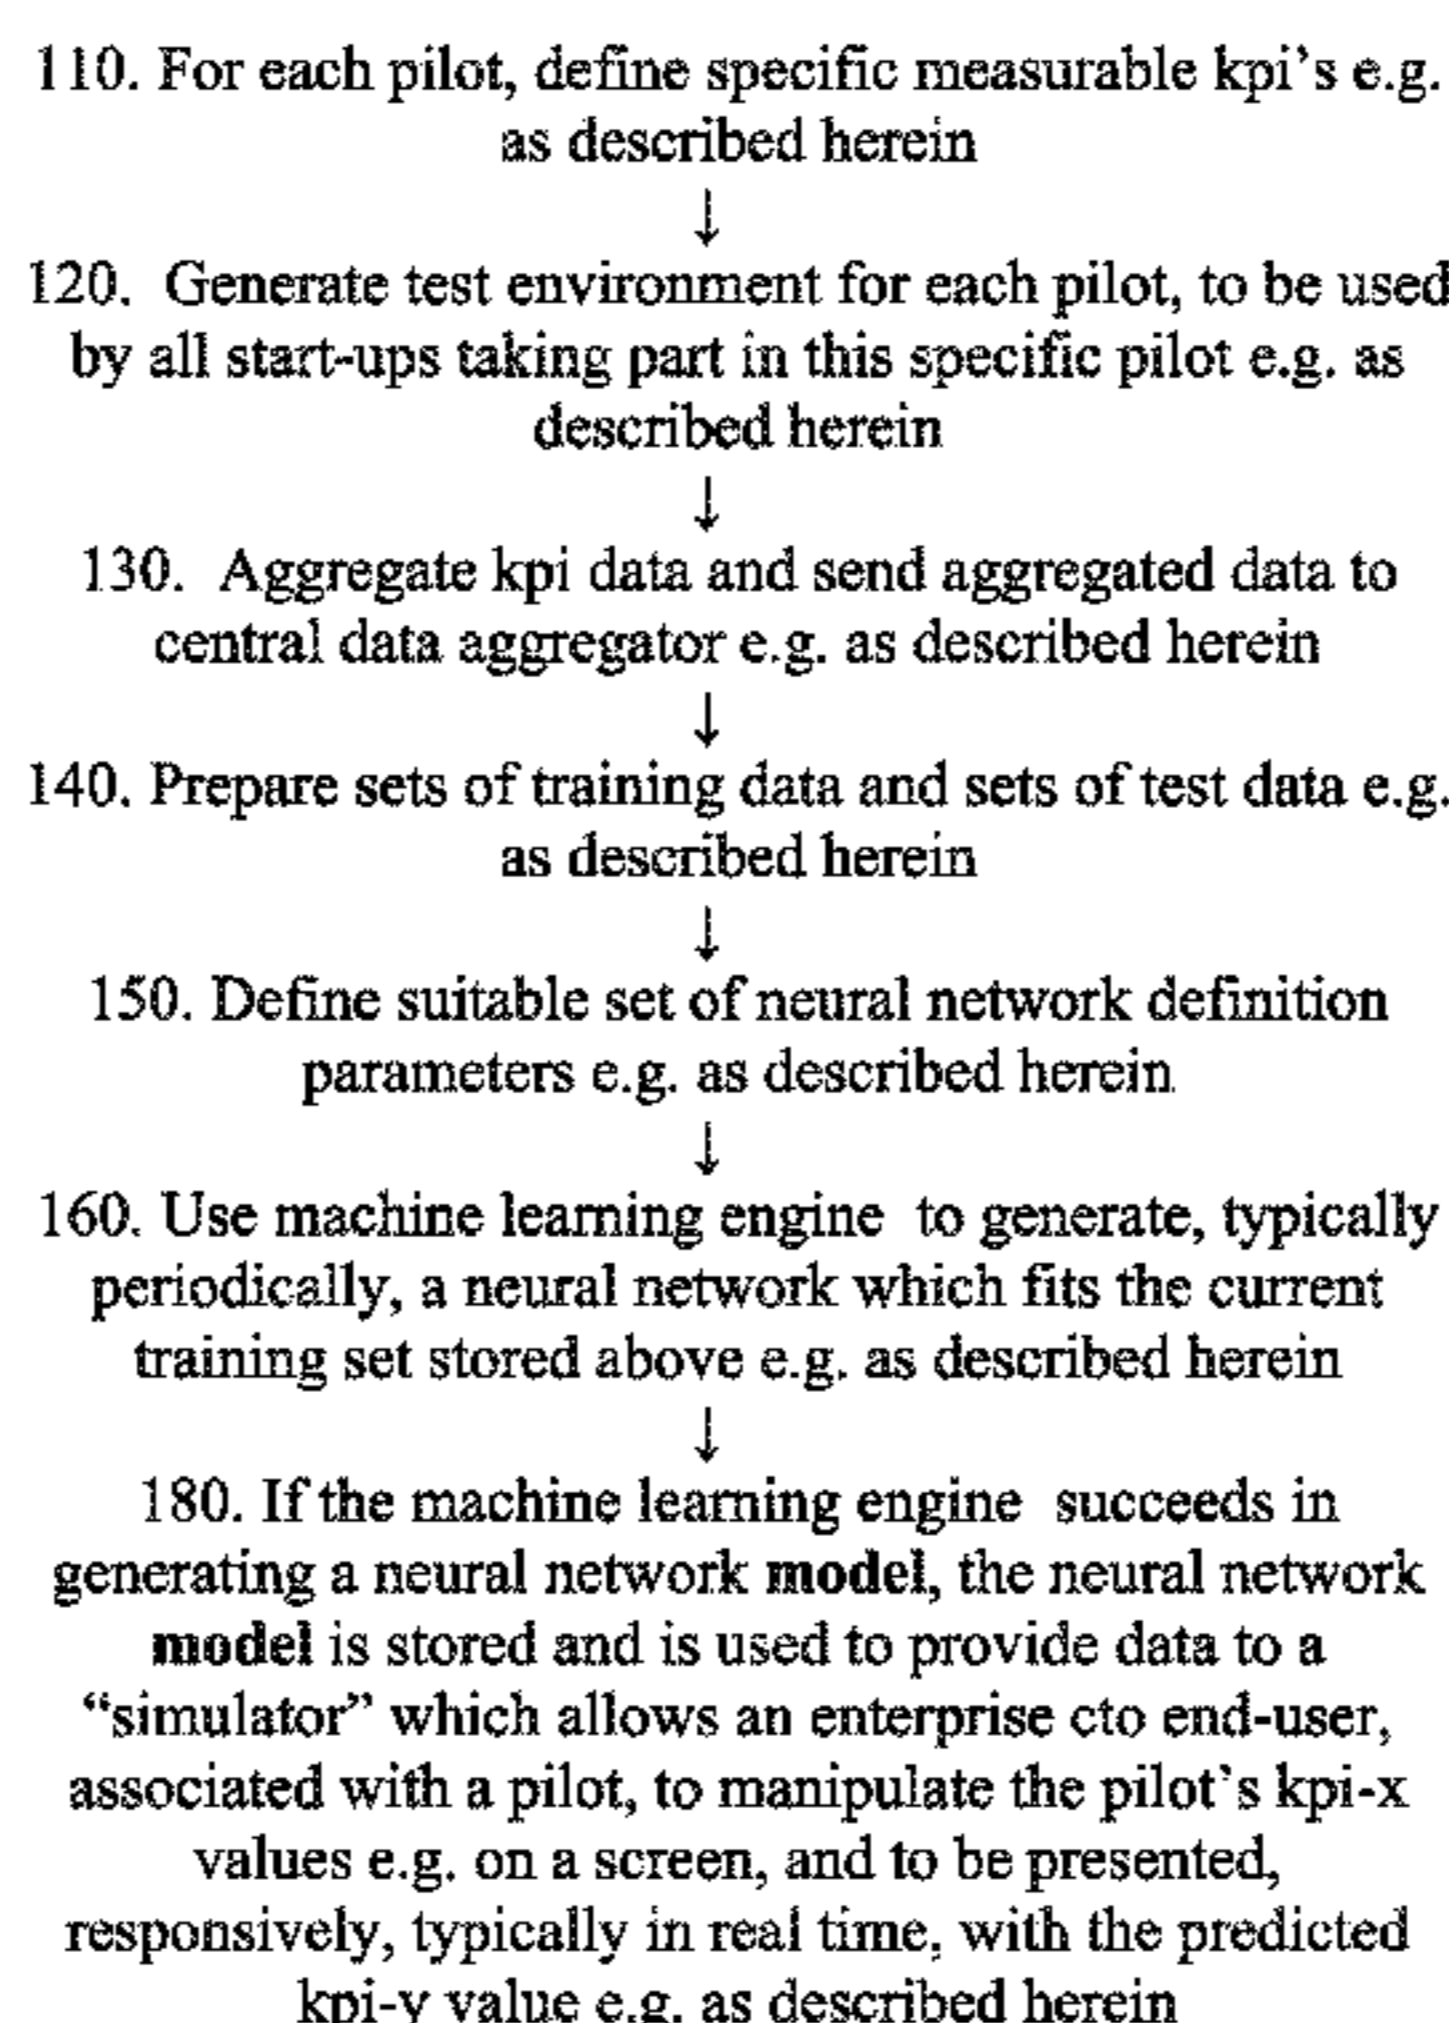 110. For each pilot, define specific measurable kpi’s e.g.
as described herein
↓
120. Generate test environment for each pilot, to be used
by all start-ups taking part in this specific pilot e.g. as
described herein
↓
130. Aggregate kpi data and send aggregated data to
central data aggregator e.g. as described herein
↓
140. Prepare sets of training data and sets of test data e.g.
as described herein
↓
150. Define suitable set of neural network definition
parameters e.g. as described herein
↓
160. Use machine learning engine to generate, typically
periodically, a neural network which fits the current
training set stored above e.g. as described herein
↓
180. If the machine learning engine succeeds in
generating a neural network model, the neural network
model is stored and is used to provide data to a
“simulator” which allows an enterprise cto end-user,
associated with a pilot, to manipulate the pilot’s kpi-x
values e.g. on a screen, and to be presented,
responsively, typically in real time, with the predicted
kpi-y value e.g. as described herein